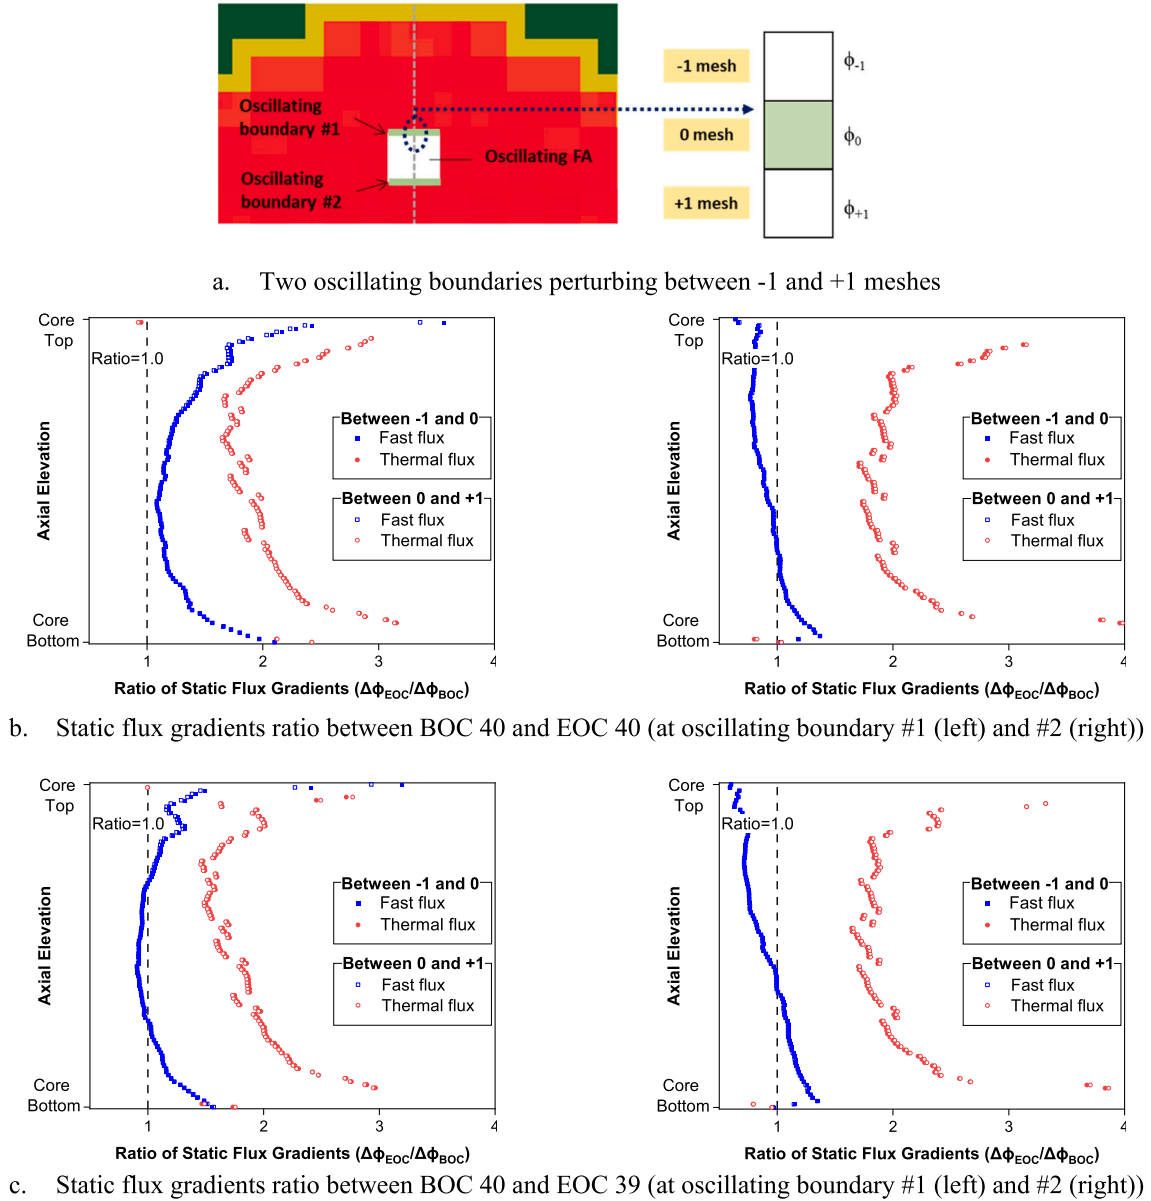 Oscillating
boundary #1
Oscillating FA
Oscillating
boundary #2
-1 mesh
0 mesh
+1 mesh
ϕ-1
ϕ0
ϕ+1
a. Two oscillating boundaries perturbing between -1 and +1 meshes
Core
Top
Ratio=1.0
Between -1 and 0
Fast flux
Thermal flux
Between 0 and +1
Fast flux
Thermal flux
Axial Elevation
Core
Bottom
1 2 3 4
Ratio of Static Flux Gradients (ΔϕEOC/ΔϕBOC)
Core
Top
Ratio=1.0
Between -1 and 0
Fast flux
Thermal flux
Between 0 and +1
Fast flux
Thermal flux
Axial Elevation
Core
Bottom
1 2 3 4
Ratio of Static Flux Gradients (ΔϕEOC/ΔϕBOC)
b. Static flux gradients ratio between BOC 40 and EOC 40 (at oscillating boundary #1 (left) and #2 (right))
Core
Top
Ratio=1.0
Between -1 and 0
Fast flux
Thermal flux
Between 0 and +1
Fast flux
Thermal flux
Axial Elevation
Core
Bottom
1 2 3 4
Ratio of Static Flux Gradients (ΔϕEOC/ΔϕBOC)
Core
Top
Ratio=1.0
Between -1 and 0
Fast flux
Thermal flux
Between 0 and +1
Fast flux
Thermal flux
Axial Elevation
Core
Bottom
1 2 3 4
Ratio of Static Flux Gradients (ΔϕEOC/ΔϕBOC)
c. Static flux gradients ratio between BOC 40 and EOC 39 (at oscillating boundary #1 (left) and #2 (right))